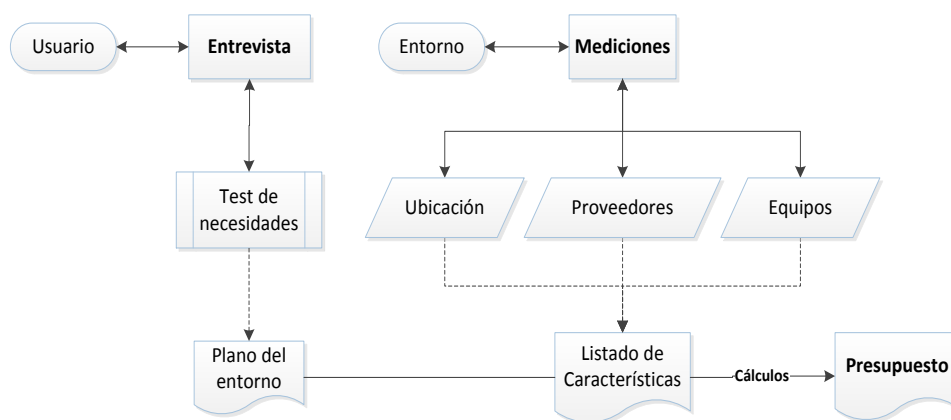 Usuario
Entrevista
Entorno
Mediciones
Test de
necesidades
Ubicación
Proveedores
Equipos
Plano del
entorno
Listado de
Características
Cálculos
Presupuesto